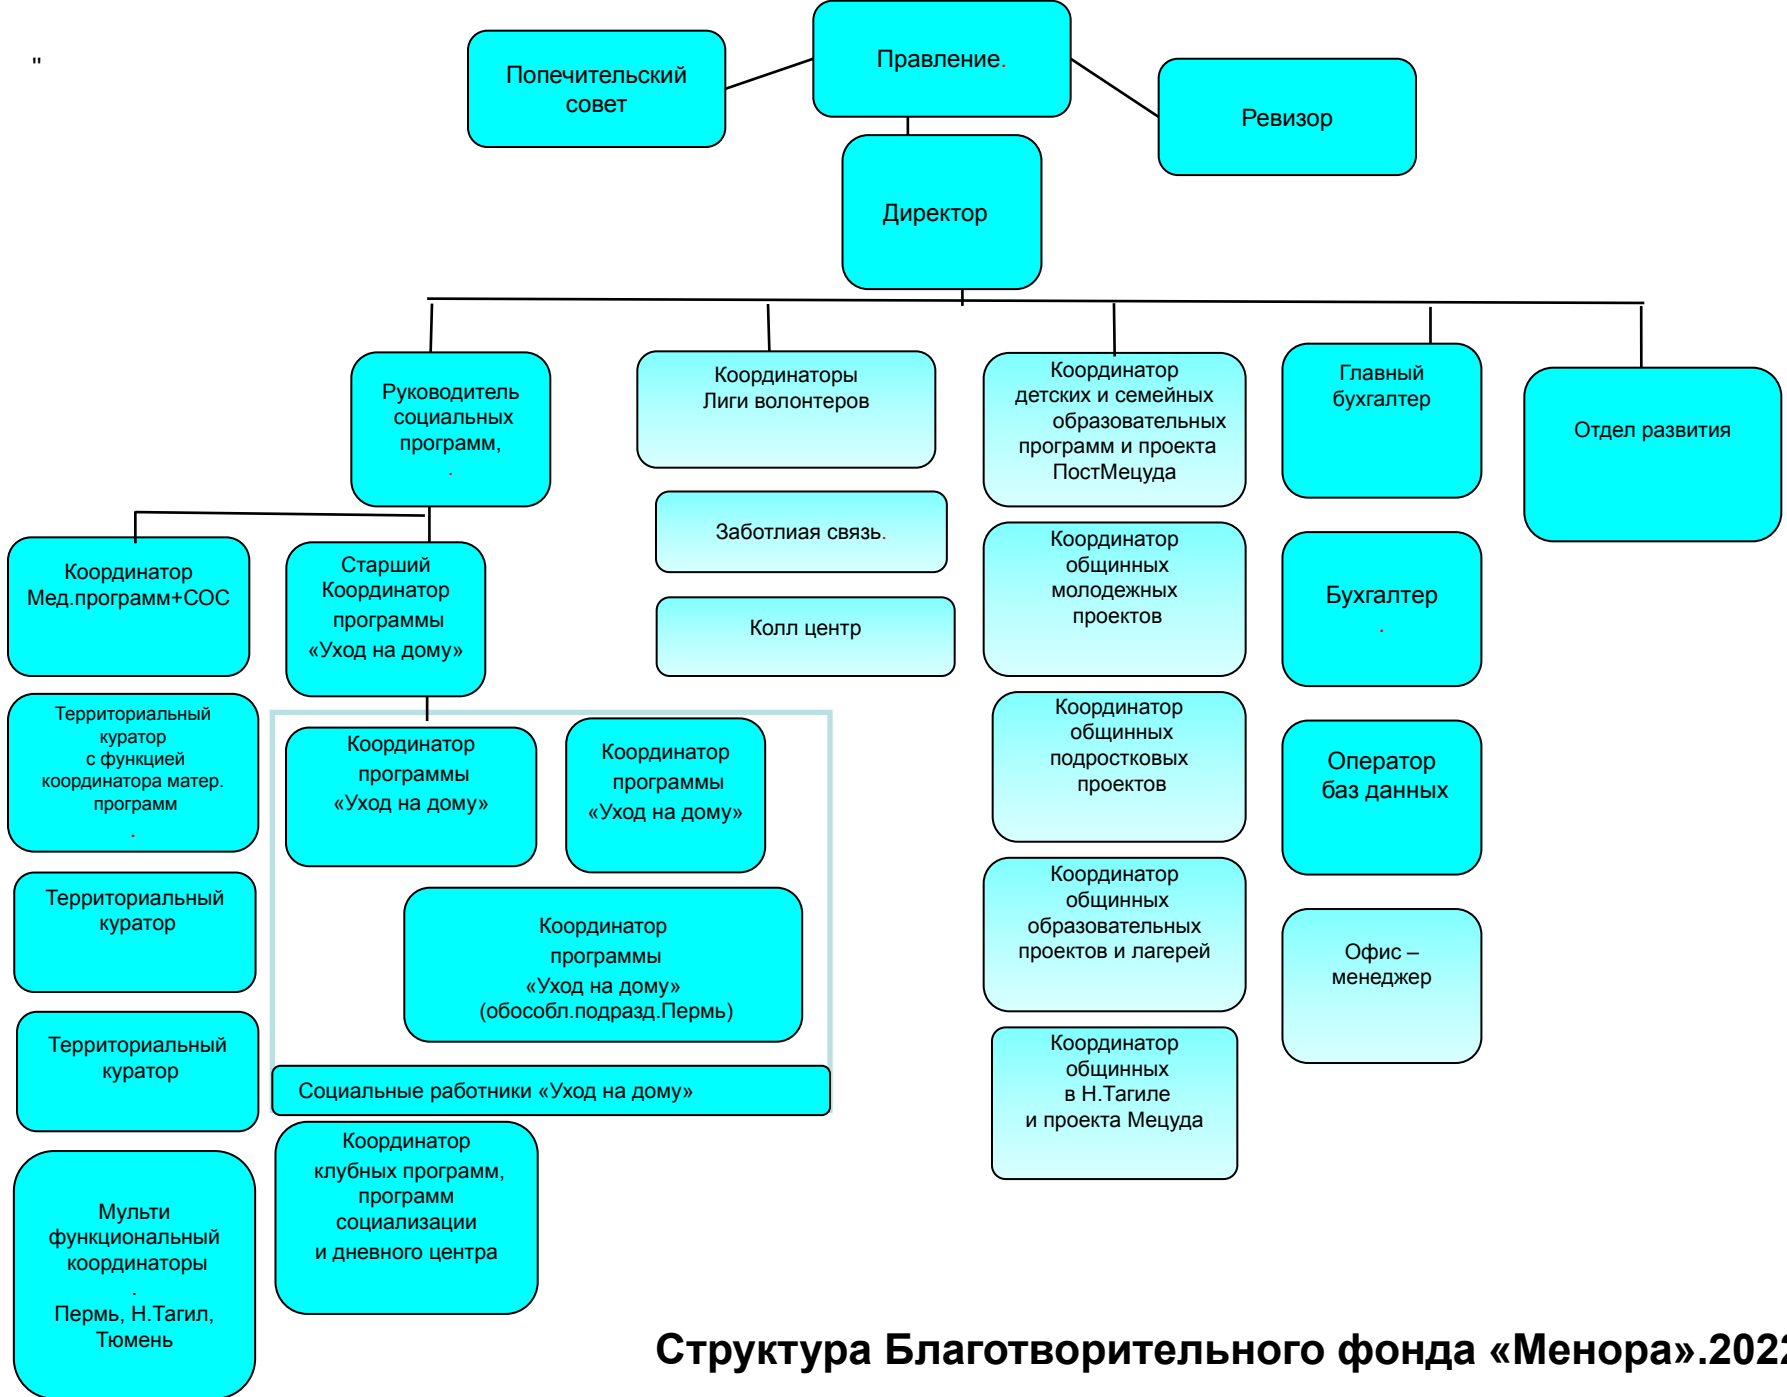 "
Попечительский
совет
Правление.
Ревизор
Директор
Руководитель
социальных
программ,
.
Координаторы
Лиги волонтеров
Координатор
детских и семейных
образовательных
программ и проекта
ПостМецуда
Главный
бухгалтер
Отдел развития
Заботлиая связь.
Колл центр
Координатор
общинных
молодежных
проектов
Бухгалтер
.
Координатор
Мед.программ+СОС
Старший
Координатор
программы
«Уход на дому»
Территориальный
куратор
с функцией
координатора матер.
программ
.
Координатор
программы
«Уход на дому»
Координатор
программы
«Уход на дому»
Координатор
общинных
подростковых
проектов
Оператор
баз данных
Территориальный
куратор
Координатор
программы
«Уход на дому»
(обособл.подразд.Пермь)
Координатор
общинных
образовательных
проектов и лагерей
Офис –
менеджер
Территориальный
куратор
Социальные работники «Уход на дому»
Координатор
общинных
в Н.Тагиле
и проекта Мецуда
Мульти
функциональный
координаторы
.
Пермь, Н.Тагил,
Тюмень
Координатор
клубных программ,
программ
социализации
и дневного центра
Структура Благотворительного фонда «Менора».2022